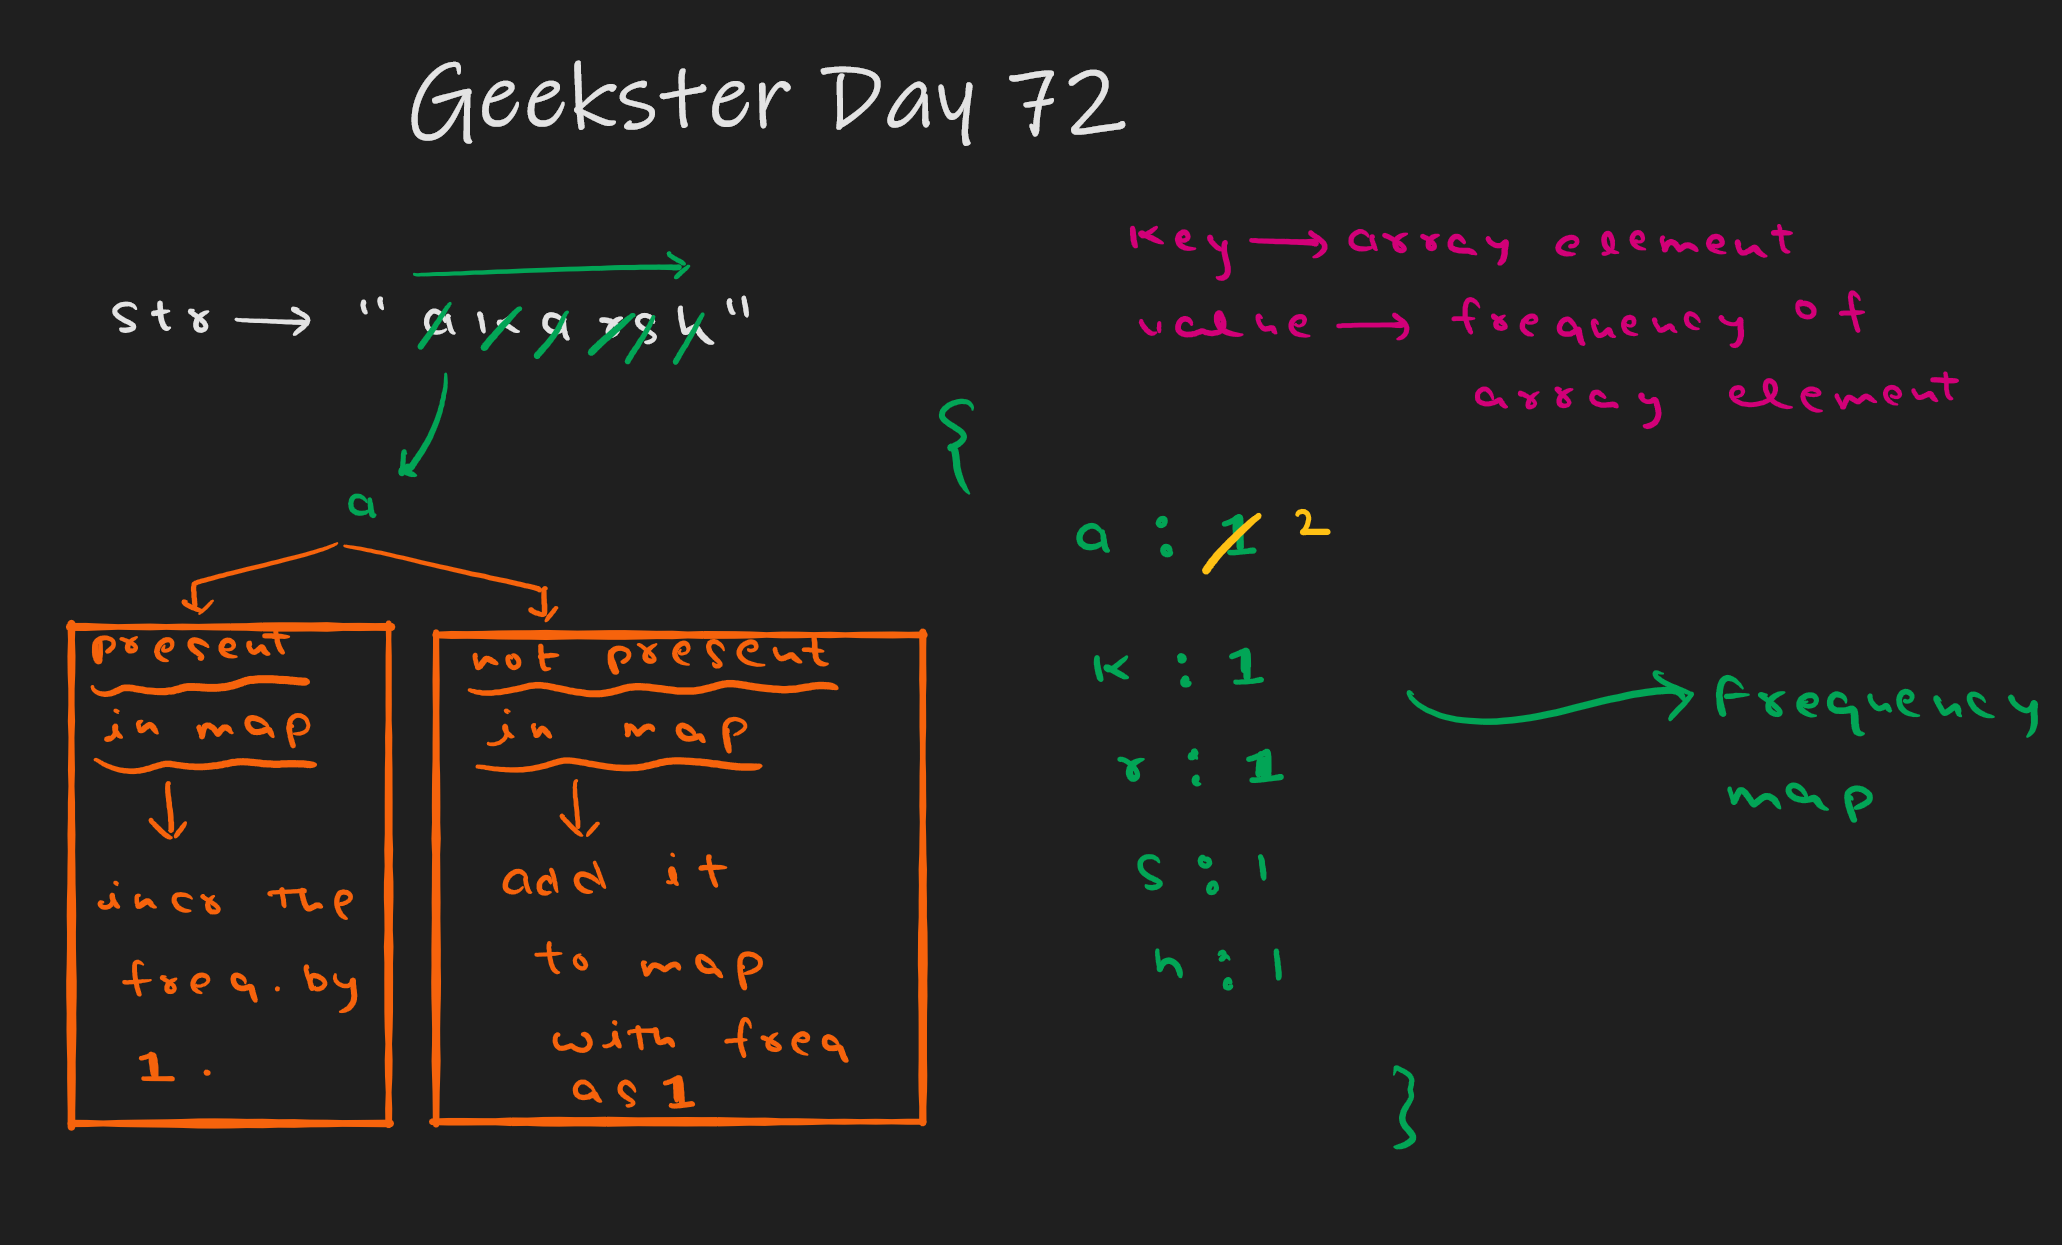 Geekster Day 72
str → "akarsh"
key → array element
value → frequency of
array element
a
{
a : 1 2
k : 1
r : 1
s : 1
h : 1
}
Frequency
map
present
in map
incr the
freq. by
1.
not present
in map
add it
to map
with freq
as 1